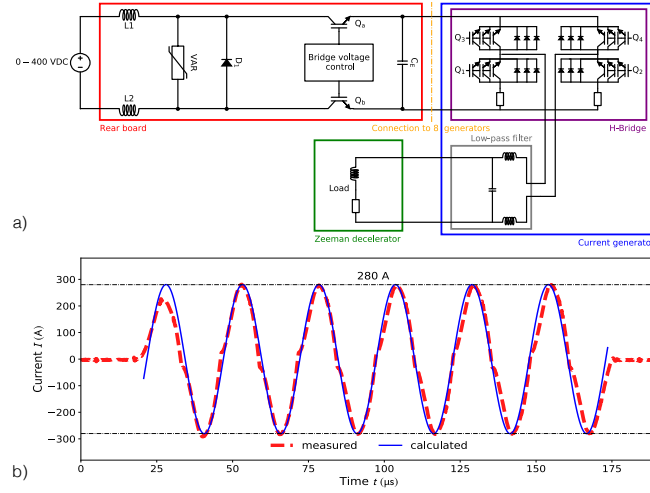 L1
Qₐ
Q₃
Q₄
0 − 400 VDC
VAR
D₁
Bridge voltage
control
C_E
Q₁
Q₂
L2
Q_b
Rear board
Connection to 8 generators
H-Bridge
Low-pass filter
Load
a)
Zeeman decelerator
Current generator
300
280 A
200
100
0
−100
−200
−300
Current I (A)
measured
calculated
b)
0
25
50
75
100
125
150
175
Time t (µs)